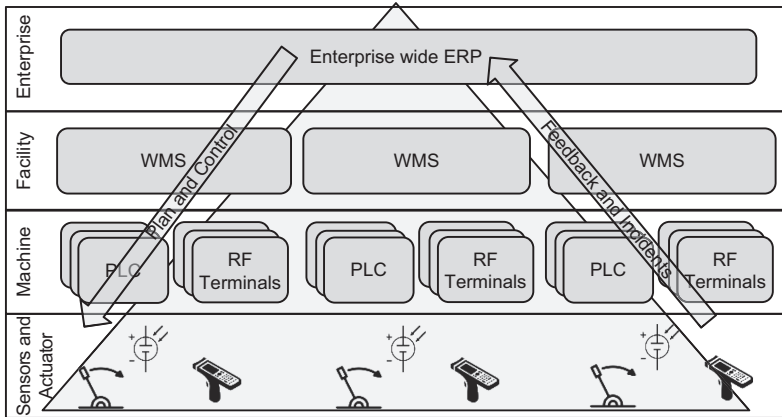 Enterprise
Enterprise wide ERP
Plan and Control
Feedback and Incidents
Facility
WMS
WMS
WMS
Machine
PLC
RF
Terminals
PLC
RF
Terminals
PLC
RF
Terminals
Sensors and
Actuator
+
-
+
-
+
-